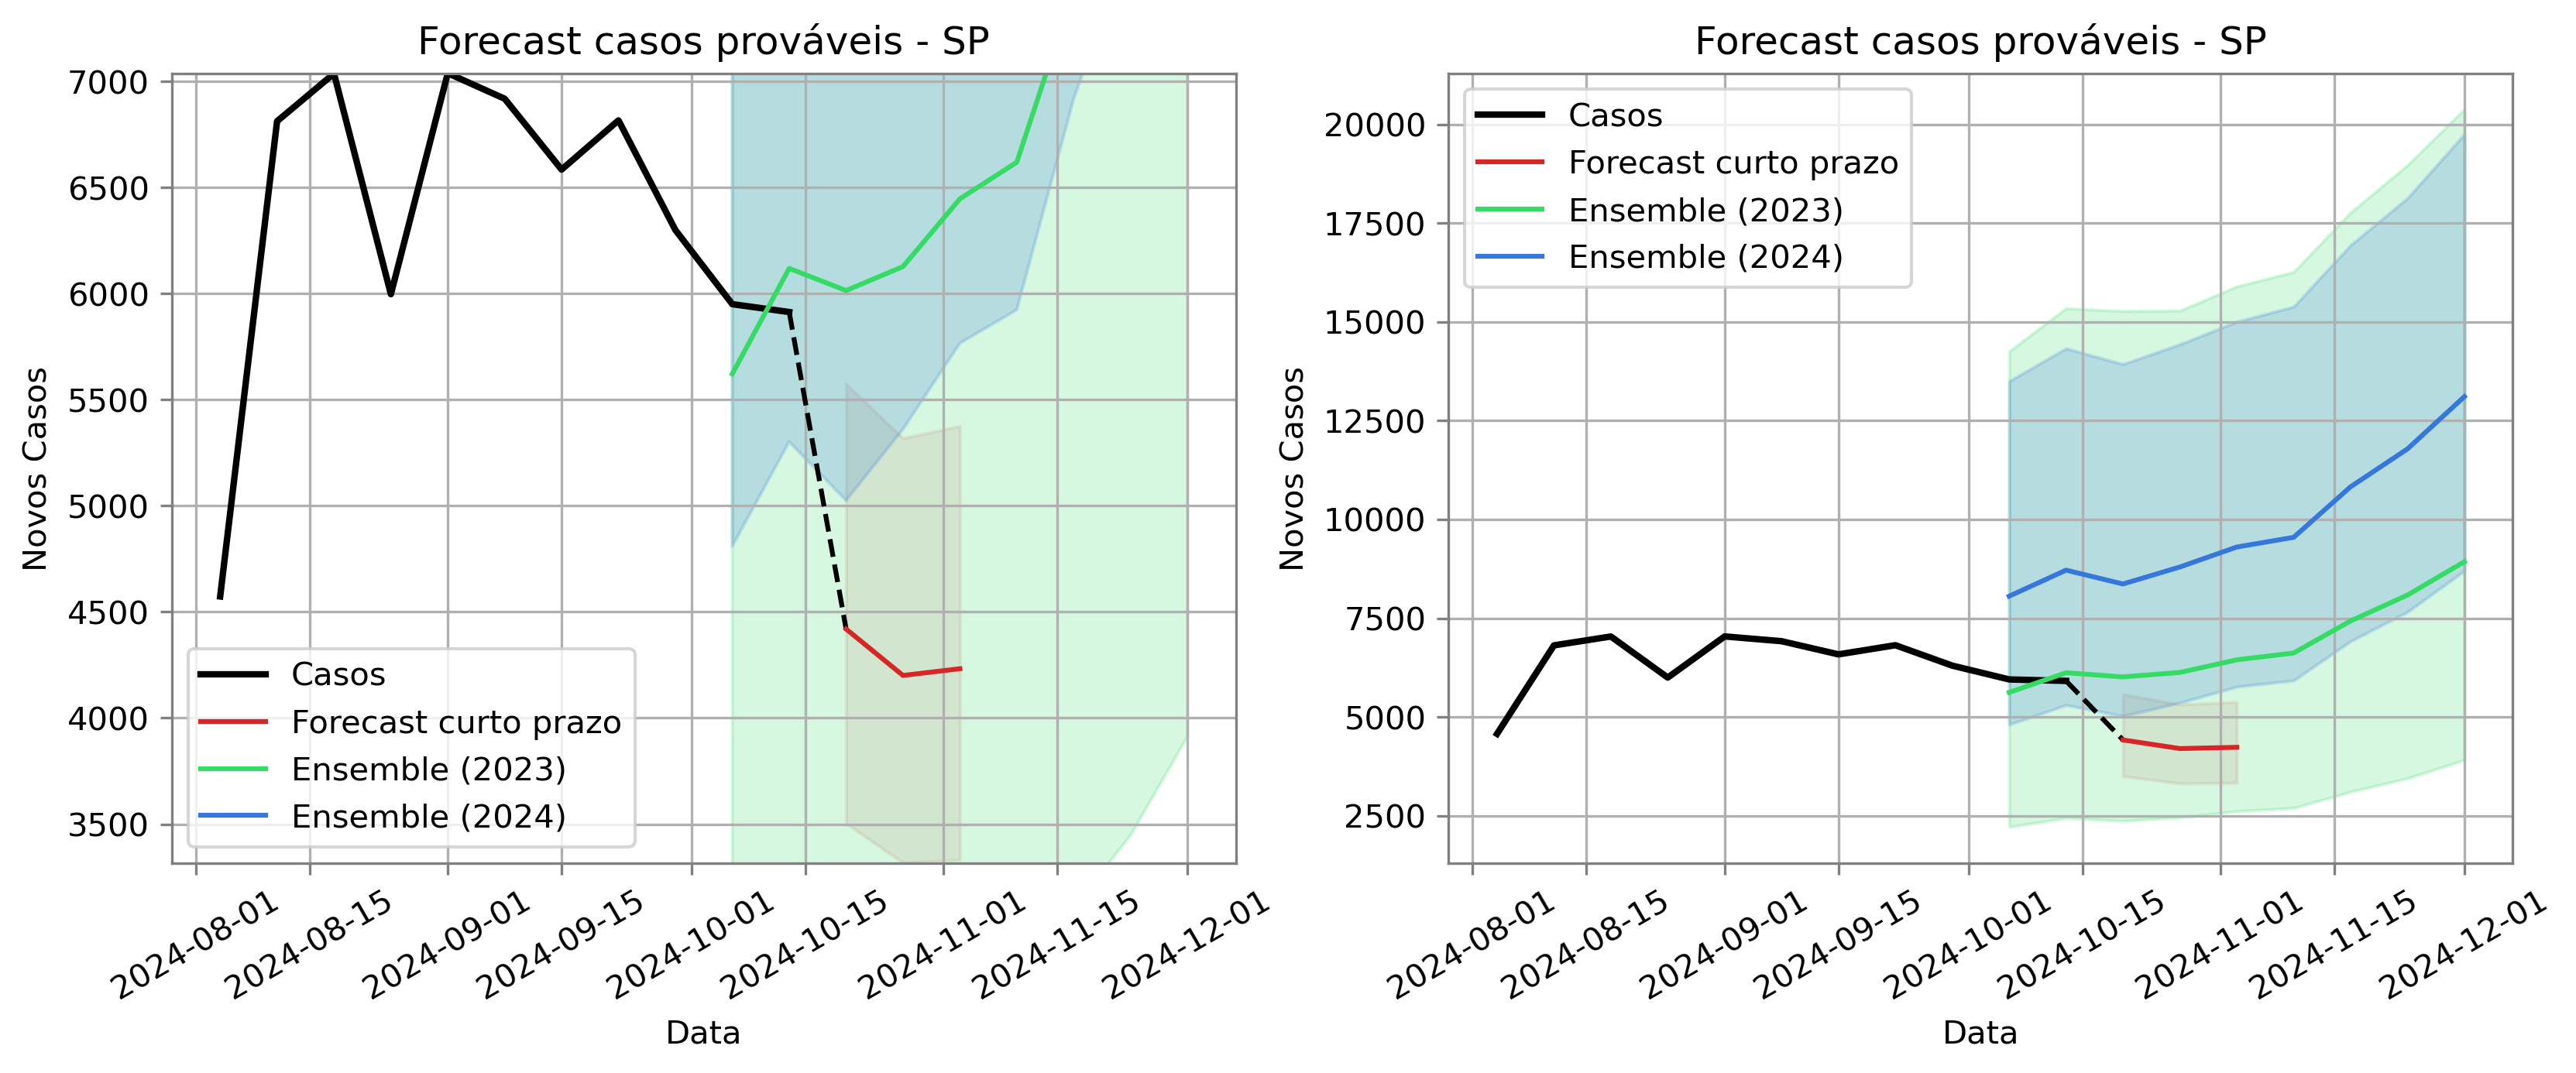 Forecast casos prováveis - SP
7000
6500
6000
5500
5000
4500
4000
3500
Novos Casos
Casos
Forecast curto prazo
Ensemble (2023)
Ensemble (2024)
2024-08-01
2024-08-15
2024-09-01
2024-09-15
2024-10-01
2024-10-15
2024-11-01
2024-11-15
2024-12-01
Data
Forecast casos prováveis - SP
20000
17500
15000
12500
10000
7500
5000
2500
Novos Casos
Casos
Forecast curto prazo
Ensemble (2023)
Ensemble (2024)
2024-08-01
2024-08-15
2024-09-01
2024-09-15
2024-10-01
2024-10-15
2024-11-01
2024-11-15
2024-12-01
Data